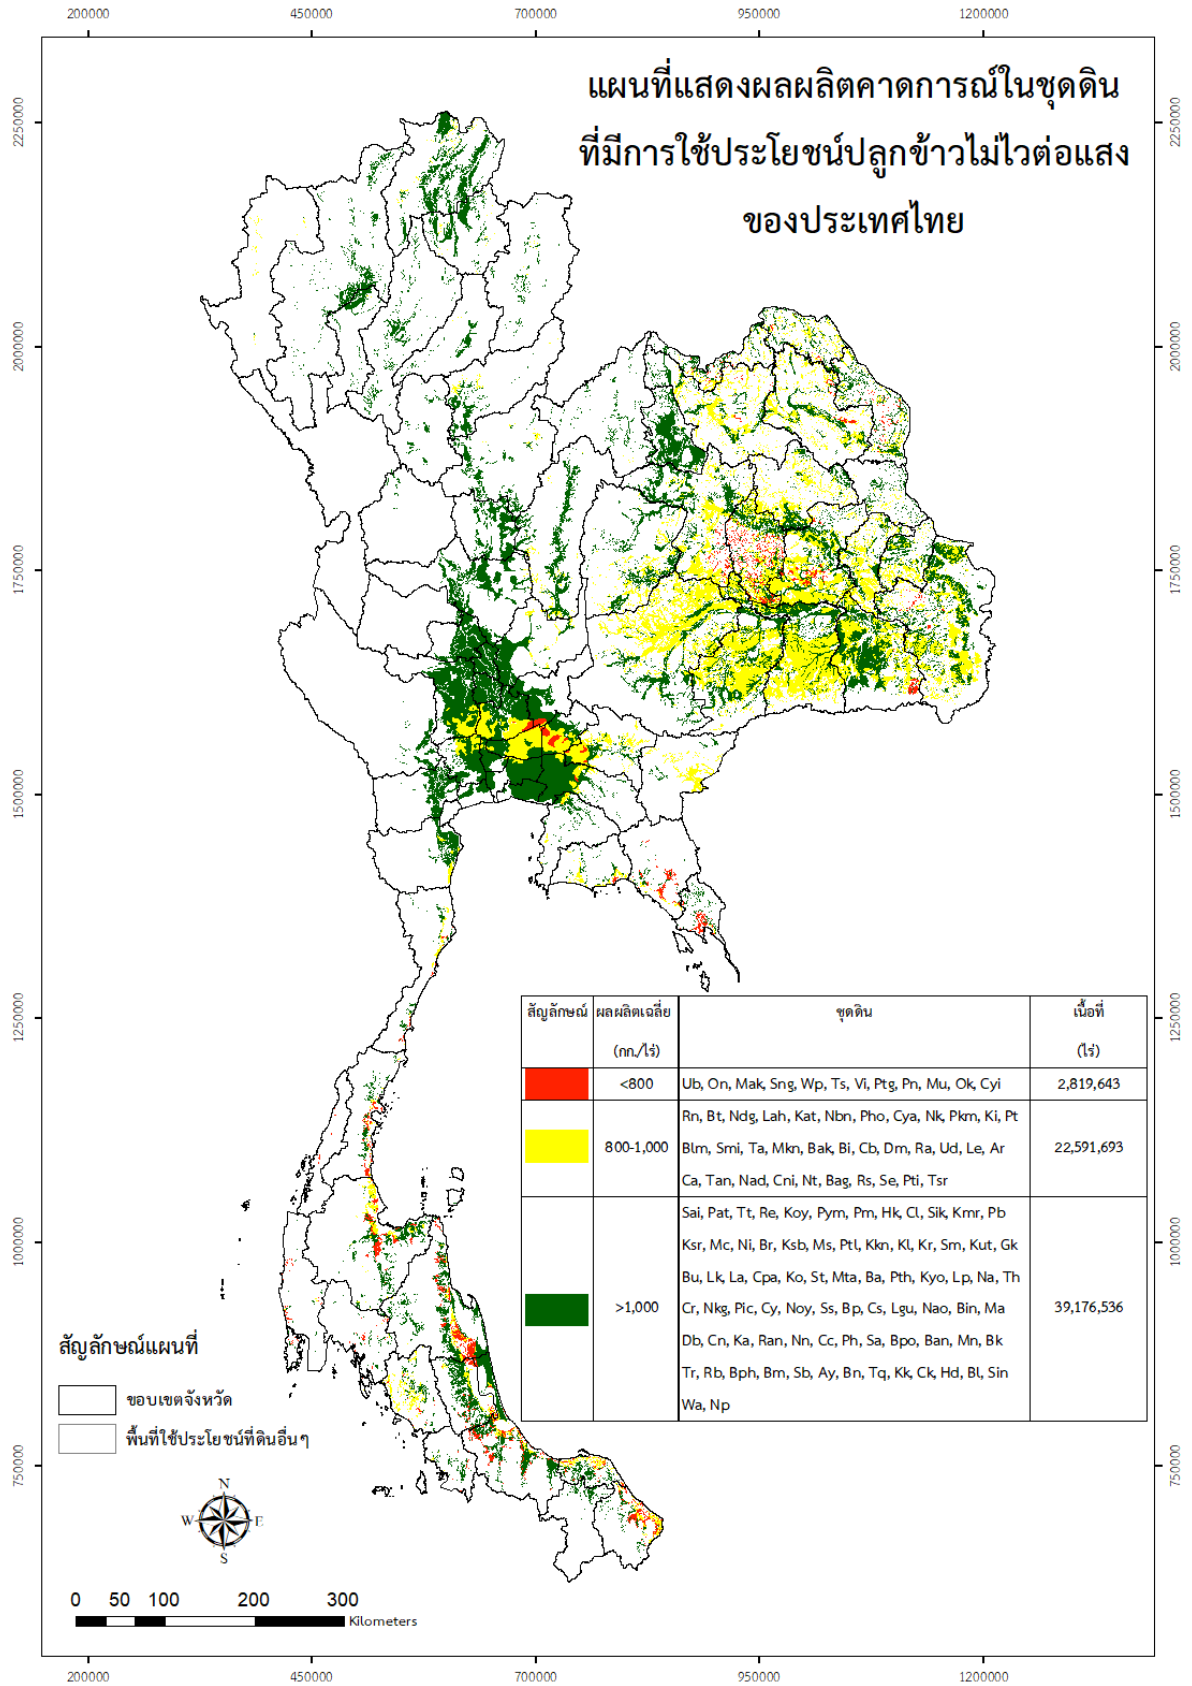 200000 450000 700000 950000 1200000
แผนที่แสดงผลผลิตคาดการณ์ในชุดดิน
ที่มีการใช้ประโยชน์ปลูกข้าวไม่ไวต่อแสง
ของประเทศไทย
2250000 2250000
2000000 2000000
1750000 1750000
1500000 1500000
1250000 1250000
1000000 1000000
750000 750000
สัญลักษณ์ ผลผลิตเฉลี่ย ชุดดิน เนื้อที่
(กก./ไร่) (ไร่)
<800 Ub, On, Mak, Sng, Wp, Ts, Vi, Ptg, Pn, Mu, Ok, Cyi 2,819,643
Rn, Bt, Ndg, Lah, Kat, Nbn, Pho, Cya, Nk, Pkm, Ki, Pt
800-1,000 Blm, Smi, Ta, Mkn, Bak, Bi, Cb, Dm, Ra, Ud, Le, Ar 22,591,693
Ca, Tan, Nad, Cni, Nt, Bag, Rs, Se, Pti, Tsr
Sai, Pat, Tt, Re, Koy, Pym, Pm, Hk, Cl, Sik, Kmr, Pb
Ksr, Mc, Ni, Br, Ksb, Ms, Ptl, Kkn, Kl, Kr, Sm, Kut, Gk
Bu, Lk, La, Cpa, Ko, St, Mta, Ba, Pth, Kyo, Lp, Na, Th
>1,000 Cr, Nkg, Pic, Cy, Noy, Ss, Bp, Cs, Lgu, Nao, Bin, Ma 39,176,536
Db, Cn, Ka, Ran, Nn, Cc, Ph, Sa, Bpo, Ban, Mn, Bk
Tr, Rb, Bph, Bm, Sb, Ay, Bn, Tq, Kk, Ck, Hd, Bl, Sin
Wa, Np
สัญลักษณ์แผนที่
ขอบเขตจังหวัด
พื้นที่ใช้ประโยชน์ที่ดินอื่นๆ
N
W E
S
0 50 100 200 300
Kilometers
200000 450000 700000 950000 1200000